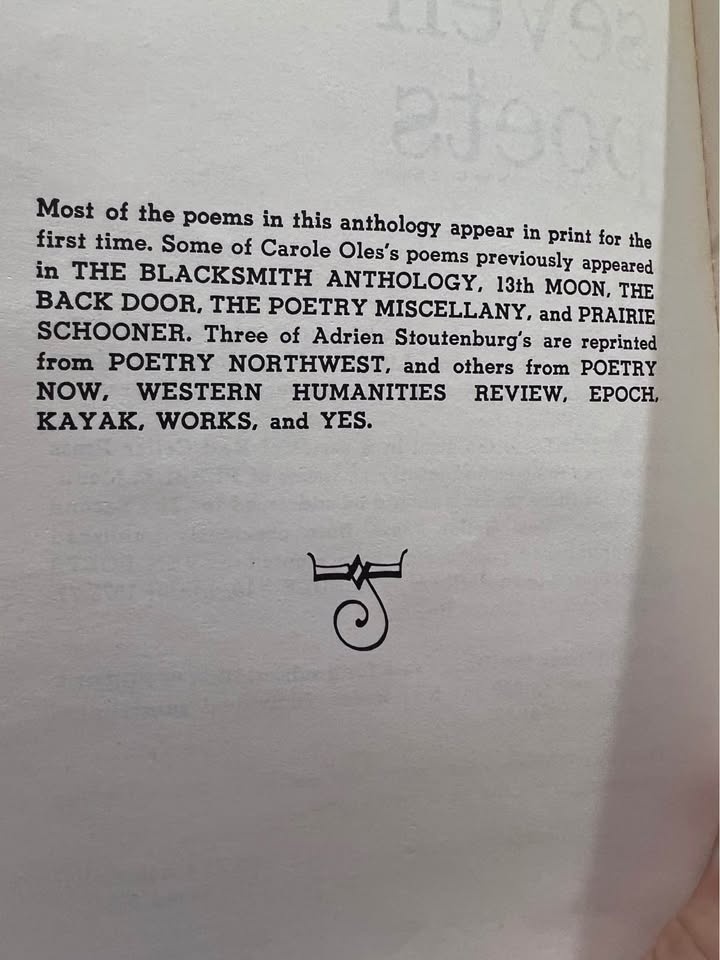 seven
poets
Most of the poems in this anthology appear in print for the
first time. Some of Carole Oles's poems previously appeared
in THE BLACKSMITH ANTHOLOGY, 13th MOON, THE
BACK DOOR, THE POETRY MISCELLANY, and PRAIRIE
SCHOONER. Three of Adrien Stoutenburg's are reprinted
from POETRY NORTHWEST, and others from POETRY
NOW, WESTERN HUMANITIES REVIEW, EPOCH,
KAYAK, WORKS, and YES.